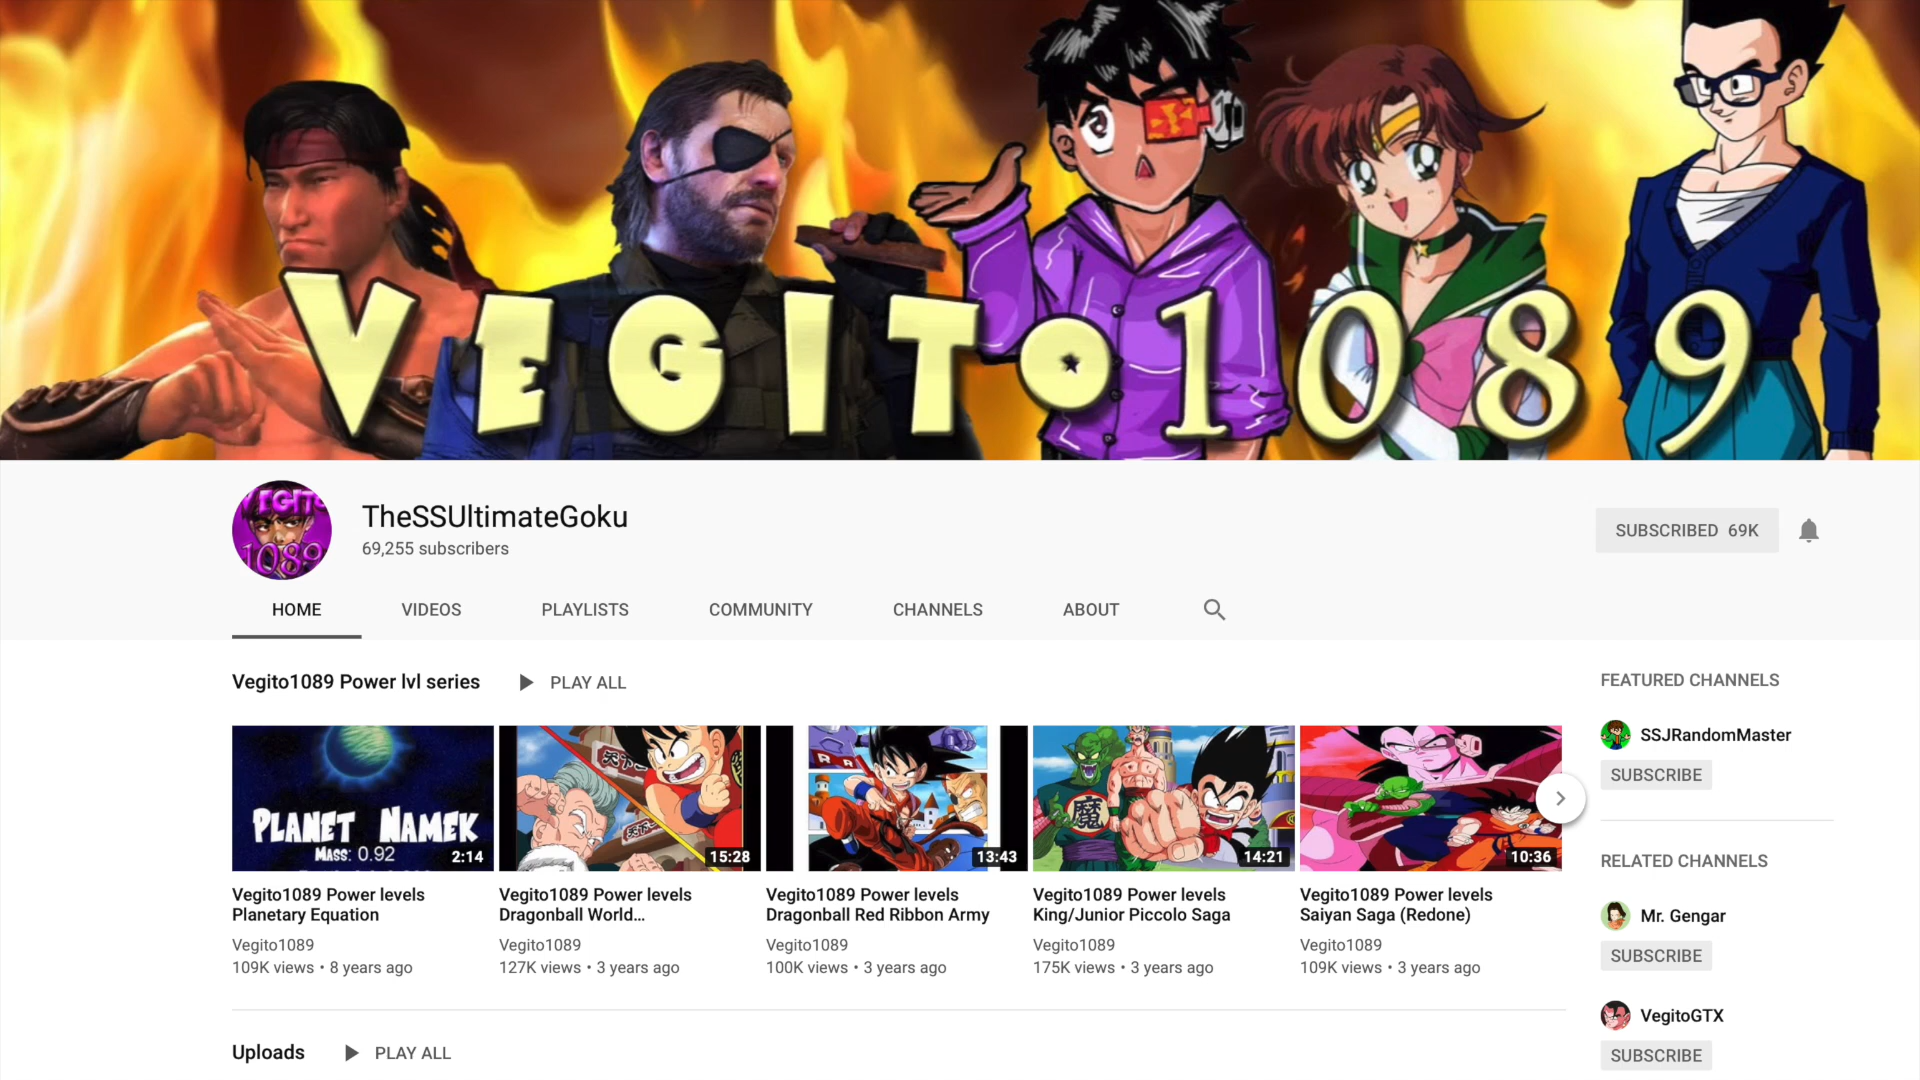 VEGITO1089
VEGITO
1089
TheSSUltimateGoku
69,255 subscribers
SUBSCRIBED 69K
HOME VIDEOS PLAYLISTS COMMUNITY CHANNELS ABOUT
Vegito1089 Power lvl series PLAY ALL
PLANET NAMEK
MASS: 0.92
2:14
15:28
13:43
魔
14:21
10:36
Vegito1089 Power levels
Planetary Equation
Vegito1089
109K views • 8 years ago
Vegito1089 Power levels
Dragonball World...
Vegito1089
127K views • 3 years ago
Vegito1089 Power levels
Dragonball Red Ribbon Army
Vegito1089
100K views • 3 years ago
Vegito1089 Power levels
King/Junior Piccolo Saga
Vegito1089
175K views • 3 years ago
Vegito1089 Power levels
Saiyan Saga (Redone)
Vegito1089
109K views • 3 years ago
Uploads PLAY ALL
FEATURED CHANNELS
SSJRandomMaster
SUBSCRIBE
RELATED CHANNELS
Mr. Gengar
SUBSCRIBE
VegitoGTX
SUBSCRIBE